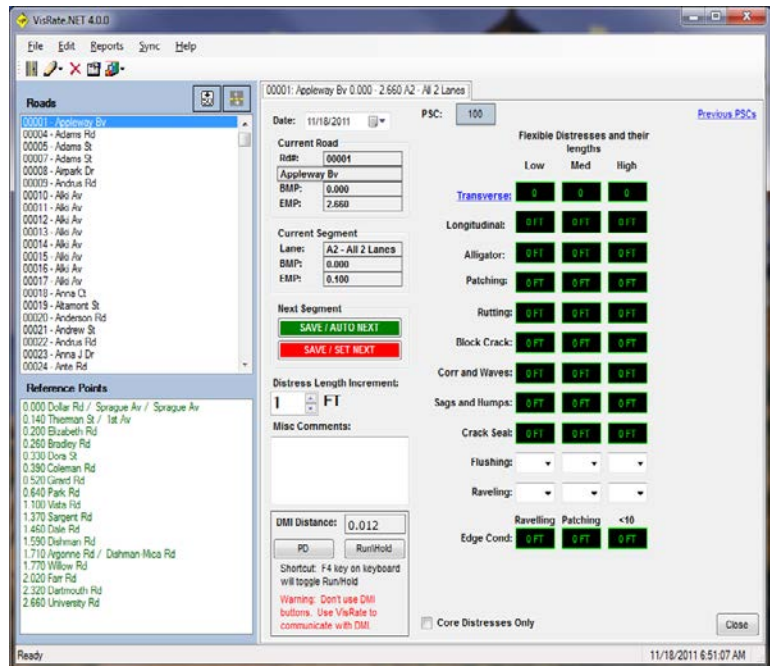 VisRate.NET 4.0.0
File Edit Reports Sync Help
Roads
00001 - Appleway Bv
00004 - Adams Rd
00005 - Adams St
00007 - Adams St
00008 - Airpark Dr
00009 - Andrus Rd
00010 - Alki Av
00011 - Alki Av
00012 - Alki Av
00013 - Alki Av
00014 - Alki Av
00015 - Alki Av
00016 - Alki Av
00017 - Alki Av
00018 - Anna Ct
00019 - Altamont St
00020 - Anderson Rd
00021 - Andrew St
00022 - Andrus Rd
00023 - Anna J Dr
00024 - Ante Rd
Reference Points
0.000 Dollar Rd / Sprague Av / Sprague Av
0.140 Thierman St / 1st Av
0.200 Elizabeth Rd
0.260 Bradley Rd
0.330 Dora St
0.390 Coleman Rd
0.520 Girard Rd
0.640 Park Rd
1.100 Vista Rd
1.370 Sargent Rd
1.460 Dale Rd
1.590 Dishman Rd
1.710 Argonne Rd / Dishman-Mica Rd
1.770 Willow Rd
2.020 Farr Rd
2.320 Dartmouth Rd
2.660 University Rd
00001: Appleway Bv 0.000 - 2.660 A2 - All 2 Lanes
Date: 11/18/2011
Current Road
Rd#: 00001
Appleway Bv
BMP: 0.000
EMP: 2.660
Current Segment
Lane: A2 - All 2 Lanes
BMP: 0.000
EMP: 0.100
Next Segment
SAVE / AUTO NEXT
SAVE / SET NEXT
Distress Length Increment:
1 FT
Misc Comments:
DMI Distance: 0.012
PD Run\Hold
Shortcut: F4 key on keyboard
will toggle Run/Hold
Warning: Don't use DMI
buttons. Use VisRate to
communicate with DMI.
PSC: 100 Previous PSCs
Flexible Distresses and their
lengths
Low Med High
Transverse: 0 0 0
Longitudinal: 0 FT 0 FT 0 FT
Alligator: 0 FT 0 FT 0 FT
Patching: 0 FT 0 FT 0 FT
Rutting: 0 FT 0 FT 0 FT
Block Crack: 0 FT 0 FT 0 FT
Corr and Waves: 0 FT 0 FT 0 FT
Sags and Humps: 0 FT 0 FT 0 FT
Crack Seal: 0 FT 0 FT 0 FT
Flushing:
Raveling:
Ravelling Patching <10
Edge Cond: 0 FT 0 FT 0 FT
Core Distresses Only
Close
Ready 11/18/2011 6:51:07 AM